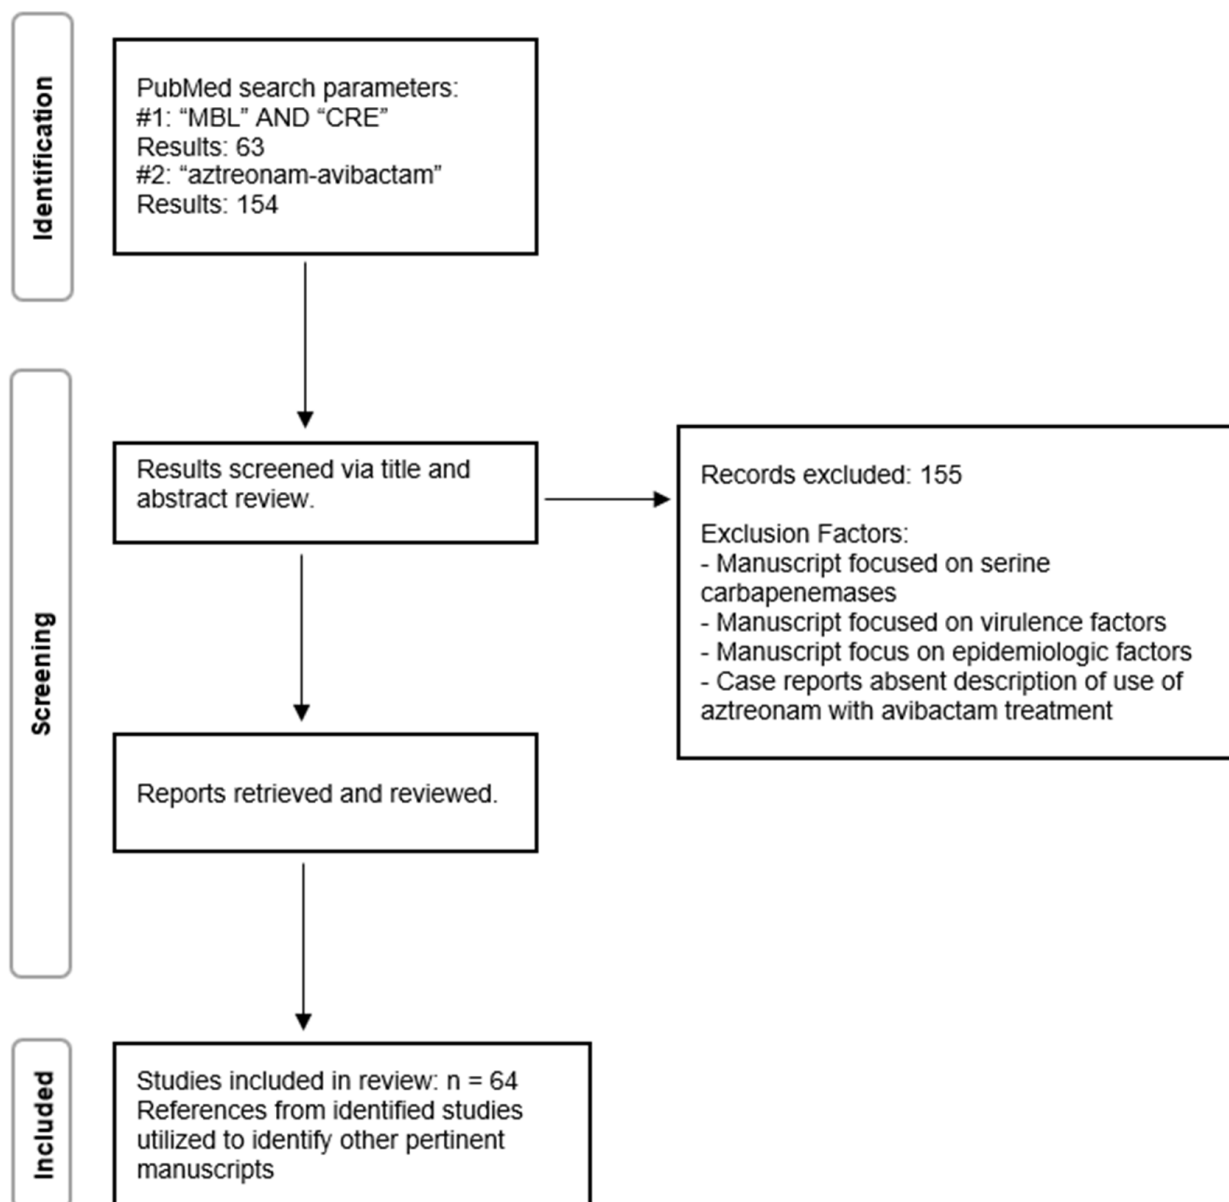 Identification
PubMed search parameters:
#1: “MBL” AND “CRE”
Results: 63
#2: “aztreonam-avibactam”
Results: 154
Screening
Results screened via title and
abstract review.
Records excluded: 155
Exclusion Factors:
- Manuscript focused on serine
carbapenemases
- Manuscript focused on virulence factors
- Manuscript focus on epidemiologic factors
- Case reports absent description of use of
aztreonam with avibactam treatment
Reports retrieved and reviewed.
Included
Studies included in review: n = 64
References from identified studies
utilized to identify other pertinent
manuscripts